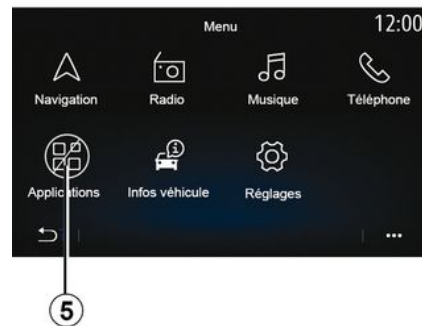 Menu 12:00
Navigation Radio Musique Téléphone
Applications Infos véhicule Réglages
5